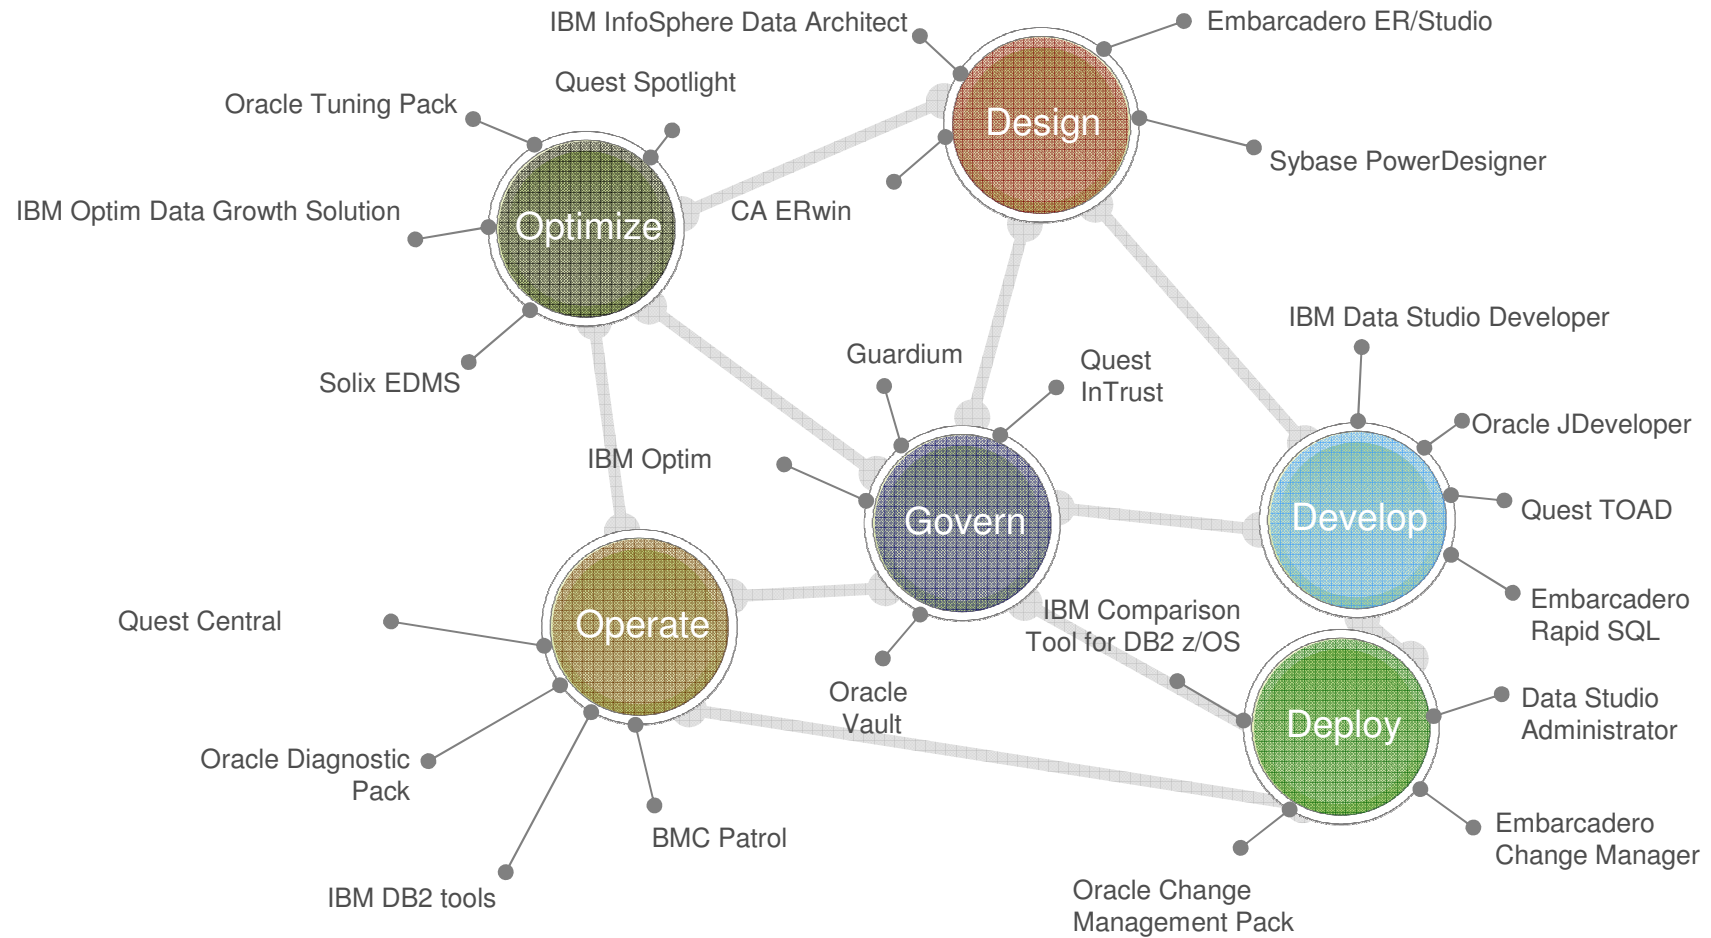 IBM InfoSphere Data Architect
Embarcadero ER/Studio
Quest Spotlight
Oracle Tuning Pack
Design
Sybase PowerDesigner
IBM Optim Data Growth Solution
CA ERwin
Optimize
IBM Data Studio Developer
Guardium
Quest
InTrust
Solix EDMS
Oracle JDeveloper
IBM Optim
Quest TOAD
Govern
Develop
Embarcadero
Rapid SQL
IBM Comparison
Tool for DB2 z/OS
Quest Central
Operate
Oracle
Vault
Data Studio
Administrator
Deploy
Oracle Diagnostic
Pack
BMC Patrol
Embarcadero
Change Manager
IBM DB2 tools
Oracle Change
Management Pack